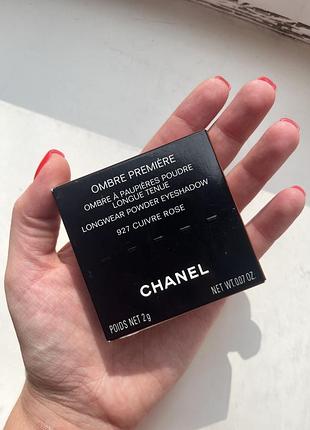 OMBRE PREMIÈRE
OMBRE À PAUPIÈRES POUDRE
LONGUE TENUE
LONGWEAR POWDER EYESHADOW
927 CUIVRE ROSE
CHANEL
POIDS NET 2g
NET WT. 0.07 OZ.